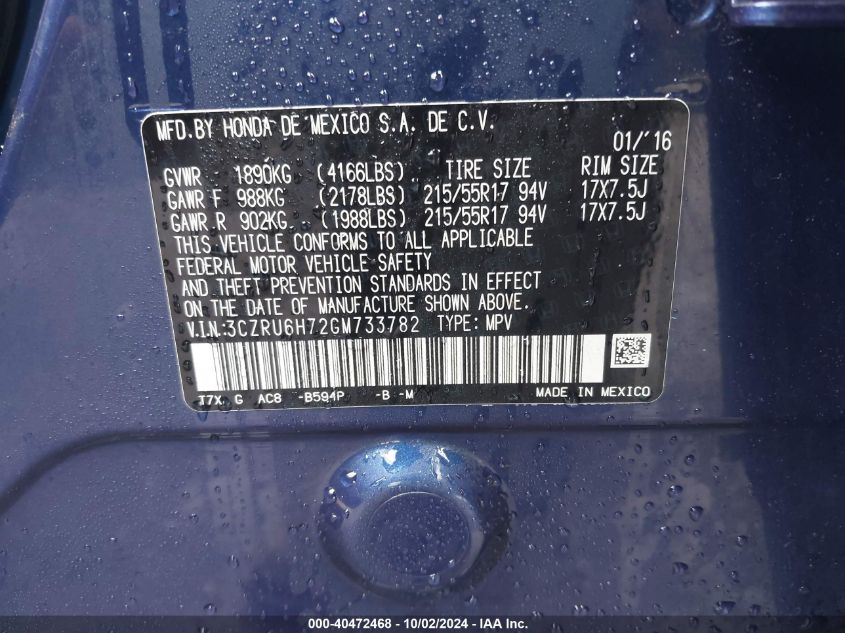 MFD.BY HONDA DE MEXICO S.A. DE C.V.
01/'16
GVWR 1890KG (4166LBS) TIRE SIZE RIM SIZE
GAWR F 988KG (2178LBS) 215/55R17 94V 17X7.5J
GAWR R 902KG (1988LBS) 215/55R17 94V 17X7.5J
THIS VEHICLE CONFORMS TO ALL APPLICABLE
FEDERAL MOTOR VEHICLE SAFETY
AND THEFT PREVENTION STANDARDS IN EFFECT
ON THE DATE OF MANUFACTURE SHOWN ABOVE.
V.I.N:3CZRU6H72GM733782 TYPE: MPV
T7X G AC8 -B594P -B -M MADE IN MEXICO
000-40472468 - 10/02/2024 - IAA Inc.